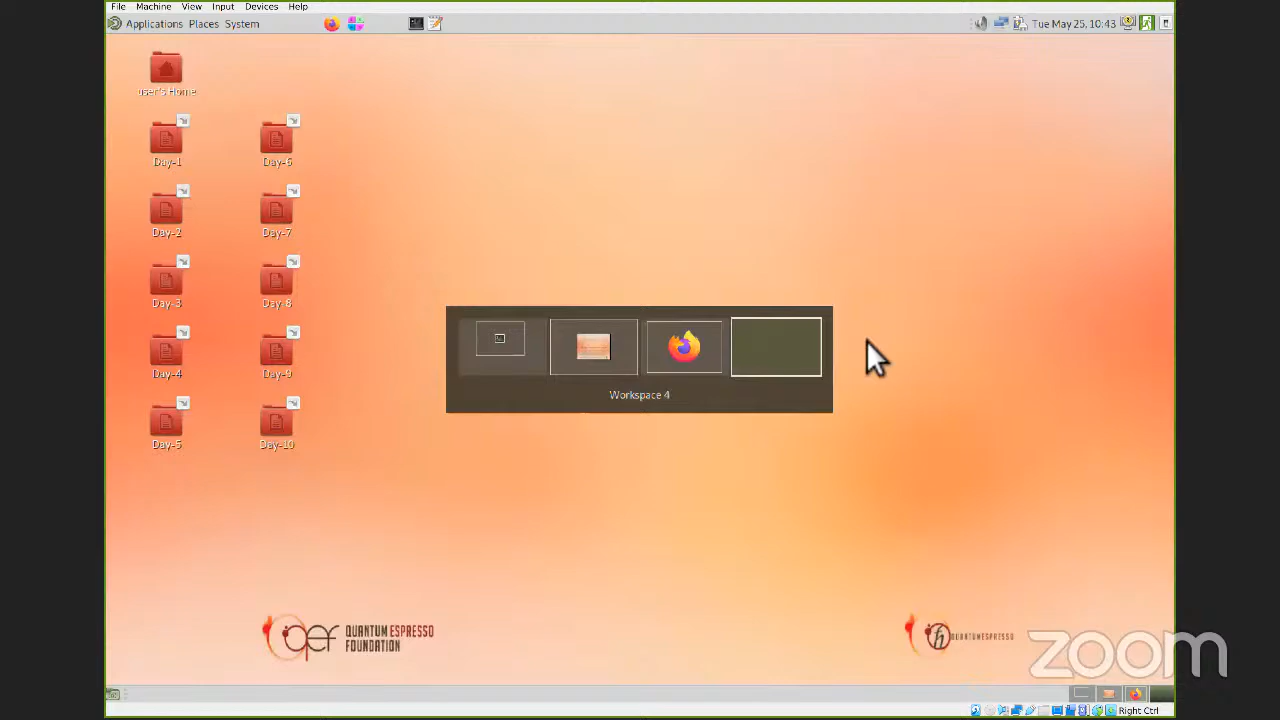 File Machine View Input Devices Help
Applications Places System Tue May 25, 10:43
user's Home
Day-1 Day-6
Day-2 Day-7
Day-3 Day-8
Day-4 Day-9
Day-5 Day-10
Workspace 4
QUANTUM ESPRESSO
FOUNDATION
QUANTUMESPRESSO
zoom
Right Ctrl